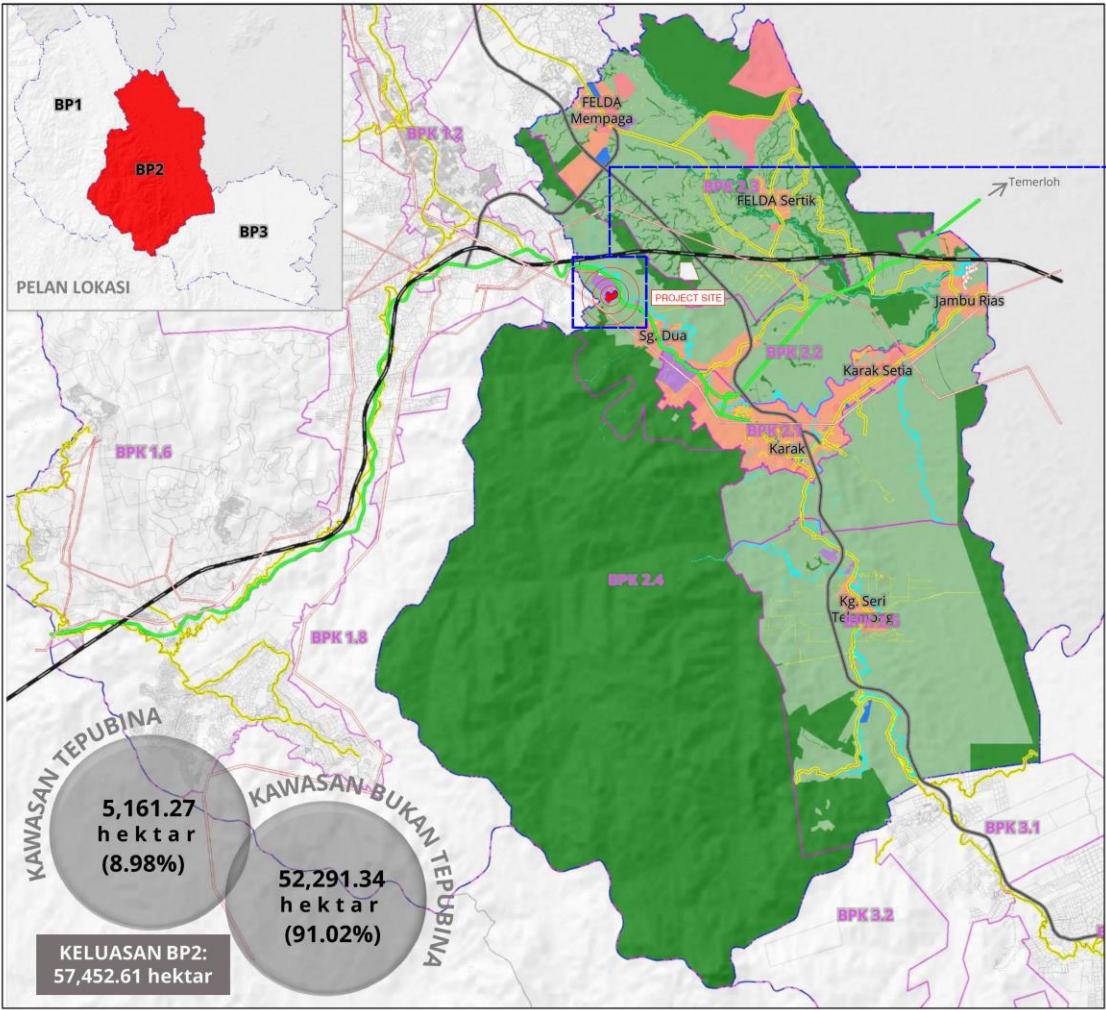 BP1
BP2
BP3
PELAN LOKASI
FELDA
Mempaga
BPK 1.2
BPK 2.3
FELDA Sertik
Temerloh
PROJECT SITE
Jambu Rias
Sg. Dua
BPK 2.2
Karak Setia
BPK 2.1
Karak
BPK 1.6
BPK 2.4
Kg. Seri
Telemong
BPK 1.8
KAWASAN TEPUBINA
5,161.27
hektar
(8.98%)
KAWASAN BUKAN TEPUBINA
52,291.34
hektar
(91.02%)
BPK 3.1
BPK 3.2
KELUASAN BP2:
57,452.61 hektar